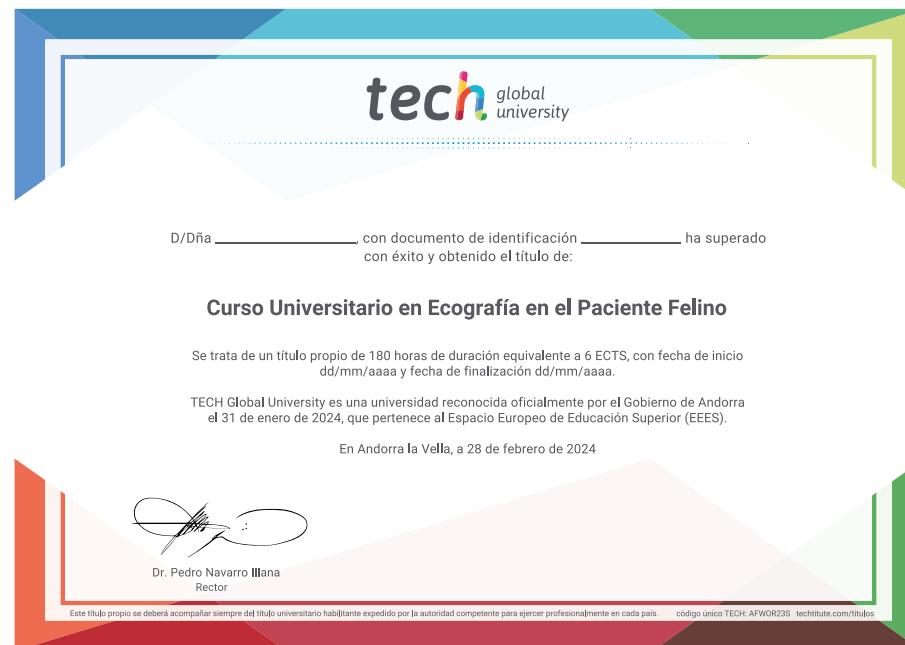 tech global university
D/Dña ____________________, con documento de identificación ______________ ha superado
con éxito y obtenido el título de:
Curso Universitario en Ecografía en el Paciente Felino
Se trata de un título propio de 180 horas de duración equivalente a 6 ECTS, con fecha de inicio
dd/mm/aaaa y fecha de finalización dd/mm/aaaa.
TECH Global University es una universidad reconocida oficialmente por el Gobierno de Andorra
el 31 de enero de 2024, que pertenece al Espacio Europeo de Educación Superior (EEES).
En Andorra la Vella, a 28 de febrero de 2024
Dr. Pedro Navarro Illana
Rector
Este título propio se deberá acompañar siempre del título universitario habilitante expedido por la autoridad competente para ejercer profesionalmente en cada país. código único TECH: AFWOR23S techtitute.com/titulos